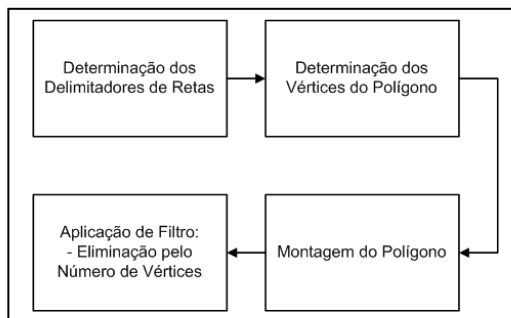 Determinação dos
Delimitadores de Retas
Determinação dos
Vértices do Polígono
Montagem do Polígono
Aplicação de Filtro:
- Eliminação pelo
Número de Vértices